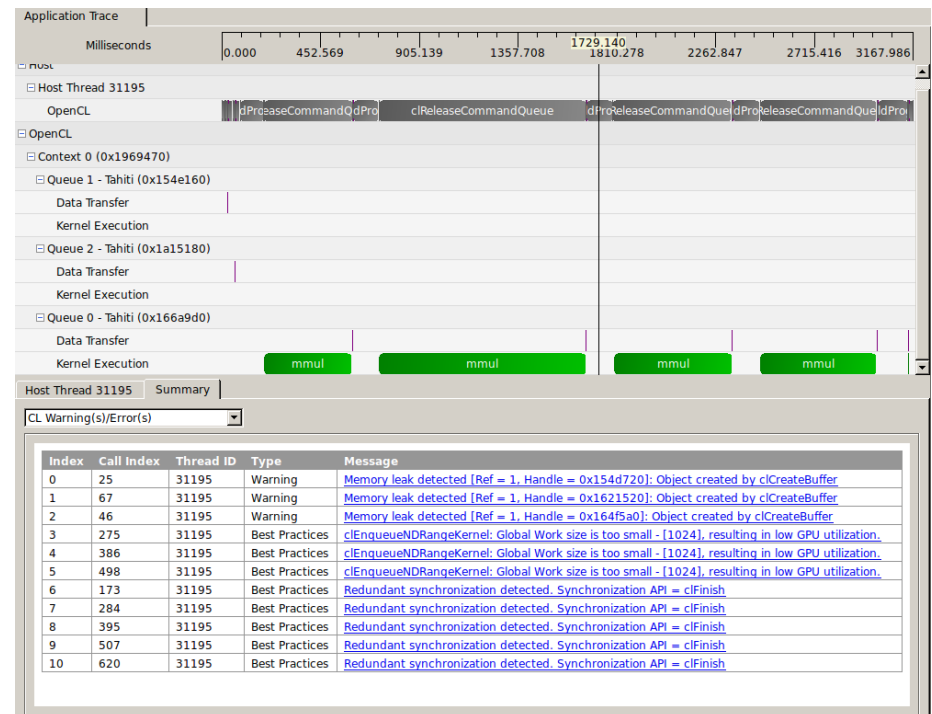 Application Trace
Milliseconds
1729.140
0.000 452.569 905.139 1357.708 1810.278 2262.847 2715.416 3167.986
Host
Host Thread 31195
OpenCL dPro easeCommandQ dPro clReleaseCommandQueue dPro ReleaseCommandQue dPro ReleaseCommandQue ldProg
OpenCL
Context 0 (0x1969470)
Queue 1 - Tahiti (0x154e160)
Data Transfer
Kernel Execution
Queue 2 - Tahiti (0x1a15180)
Data Transfer
Kernel Execution
Queue 0 - Tahiti (0x166a9d0)
Data Transfer
Kernel Execution mmul mmul mmul mmul
Host Thread 31195 Summary
CL Warning(s)/Error(s)
Index Call Index Thread ID Type Message
0 25 31195 Warning Memory leak detected [Ref = 1, Handle = 0x154d720]: Object created by clCreateBuffer
1 67 31195 Warning Memory leak detected [Ref = 1, Handle = 0x1621520]: Object created by clCreateBuffer
2 46 31195 Warning Memory leak detected [Ref = 1, Handle = 0x164f5a0]: Object created by clCreateBuffer
3 275 31195 Best Practices clEnqueueNDRangeKernel: Global Work size is too small - [1024], resulting in low GPU utilization.
4 386 31195 Best Practices clEnqueueNDRangeKernel: Global Work size is too small - [1024], resulting in low GPU utilization.
5 498 31195 Best Practices clEnqueueNDRangeKernel: Global Work size is too small - [1024], resulting in low GPU utilization.
6 173 31195 Best Practices Redundant synchronization detected. Synchronization API = clFinish
7 284 31195 Best Practices Redundant synchronization detected. Synchronization API = clFinish
8 395 31195 Best Practices Redundant synchronization detected. Synchronization API = clFinish
9 507 31195 Best Practices Redundant synchronization detected. Synchronization API = clFinish
10 620 31195 Best Practices Redundant synchronization detected. Synchronization API = clFinish